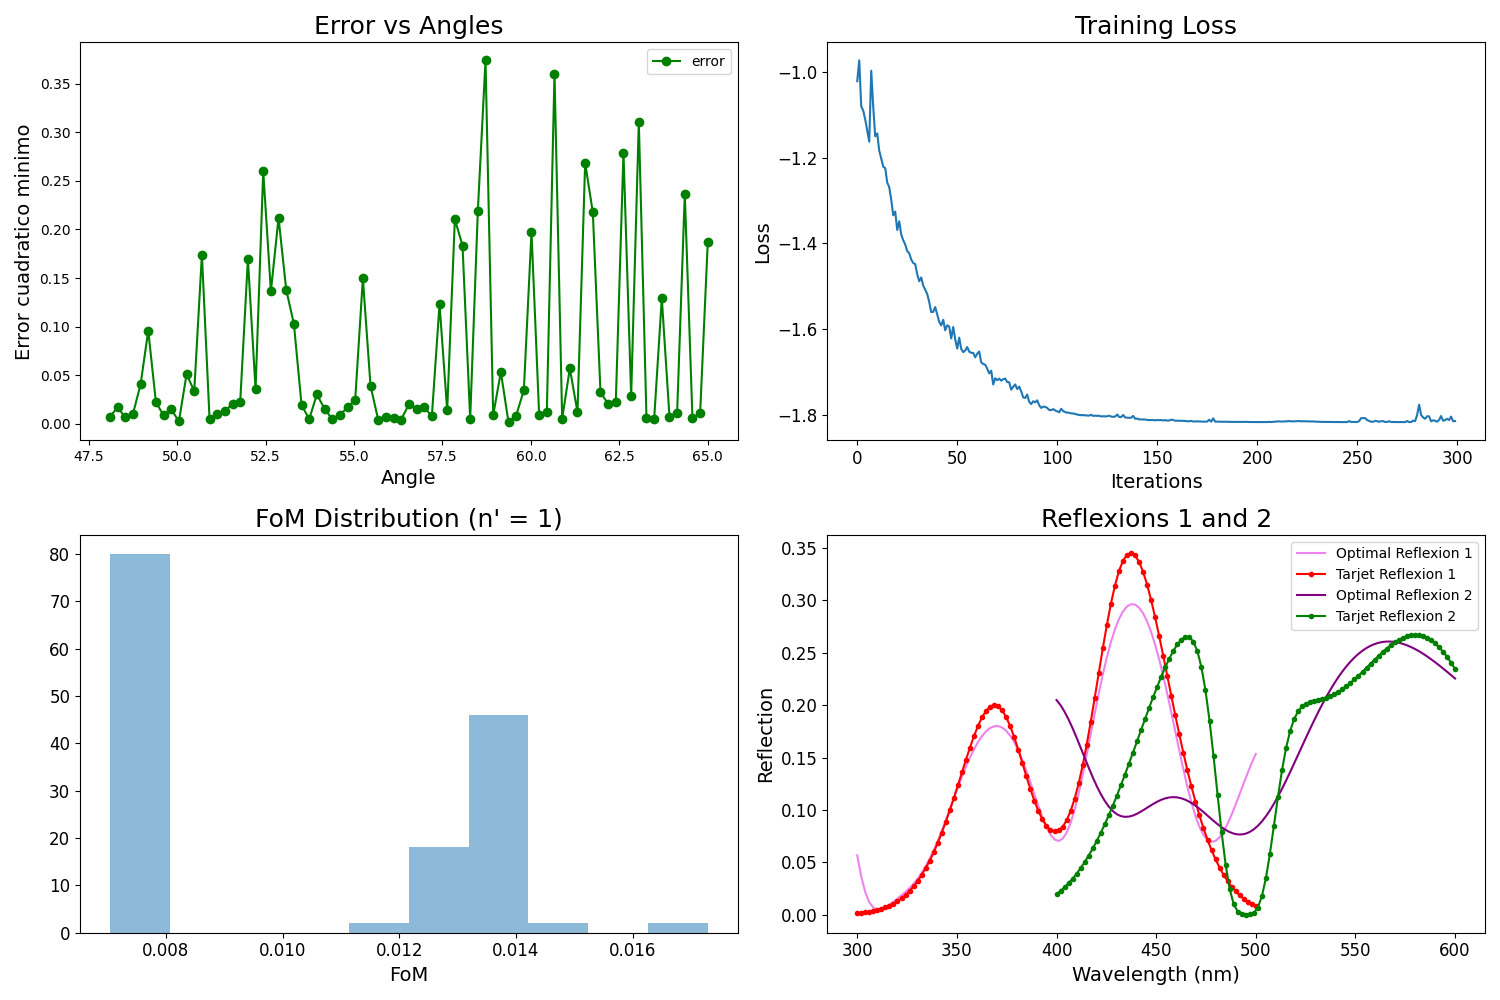 Error vs Angles
error
Error cuadratico minimo
0.35
0.30
0.25
0.20
0.15
0.10
0.05
0.00
47.5 50.0 52.5 55.0 57.5 60.0 62.5 65.0
Angle
Training Loss
Loss
−1.0
−1.2
−1.4
−1.6
−1.8
0 50 100 150 200 250 300
Iterations
FoM Distribution (n' = 1)
80
70
60
50
40
30
20
10
0
0.008 0.010 0.012 0.014 0.016
FoM
Reflexions 1 and 2
Optimal Reflexion 1
Tarjet Reflexion 1
Optimal Reflexion 2
Tarjet Reflexion 2
Reflection
0.35
0.30
0.25
0.20
0.15
0.10
0.05
0.00
300 350 400 450 500 550 600
Wavelength (nm)